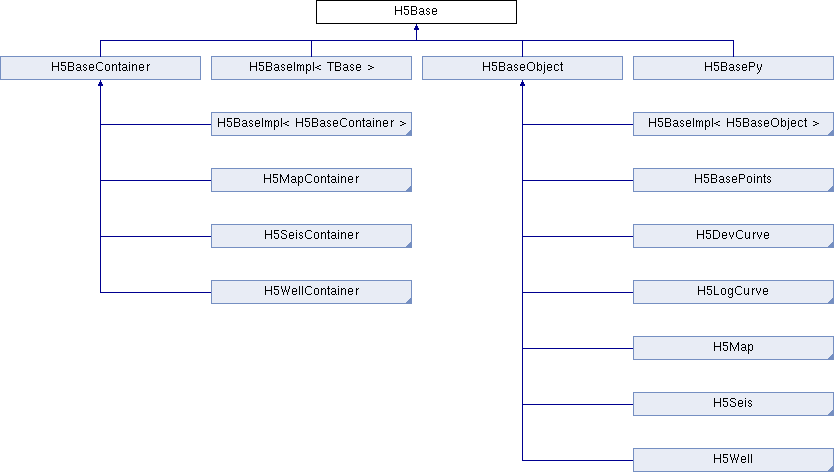 H5Base
H5BaseContainer
H5BaseImpl< TBase >
H5BaseObject
H5BasePy
H5BaseImpl< H5BaseContainer >
H5BaseImpl< H5BaseObject >
H5MapContainer
H5BasePoints
H5SeisContainer
H5DevCurve
H5WellContainer
H5LogCurve
H5Map
H5Seis
H5Well